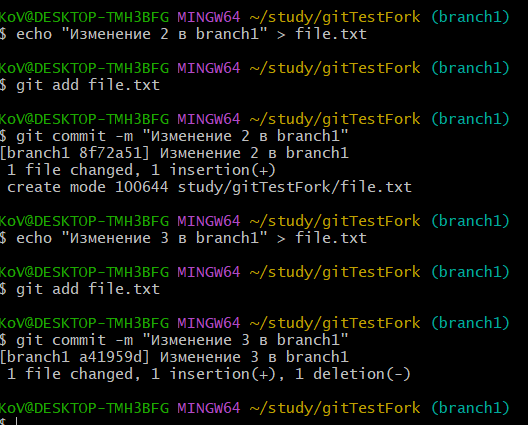 KoV@DESKTOP-TMH3BFG MINGW64 ~/study/gitTestFork (branch1)
$ echo "Изменение 2 в branch1" > file.txt
KoV@DESKTOP-TMH3BFG MINGW64 ~/study/gitTestFork (branch1)
$ git add file.txt
KoV@DESKTOP-TMH3BFG MINGW64 ~/study/gitTestFork (branch1)
$ git commit -m "Изменение 2 в branch1"
[branch1 8f72a51] Изменение 2 в branch1
1 file changed, 1 insertion(+)
create mode 100644 study/gitTestFork/file.txt
KoV@DESKTOP-TMH3BFG MINGW64 ~/study/gitTestFork (branch1)
$ echo "Изменение 3 в branch1" > file.txt
KoV@DESKTOP-TMH3BFG MINGW64 ~/study/gitTestFork (branch1)
$ git add file.txt
KoV@DESKTOP-TMH3BFG MINGW64 ~/study/gitTestFork (branch1)
$ git commit -m "Изменение 3 в branch1"
[branch1 a41959d] Изменение 3 в branch1
1 file changed, 1 insertion(+), 1 deletion(-)
KoV@DESKTOP-TMH3BFG MINGW64 ~/study/gitTestFork (branch1)
$